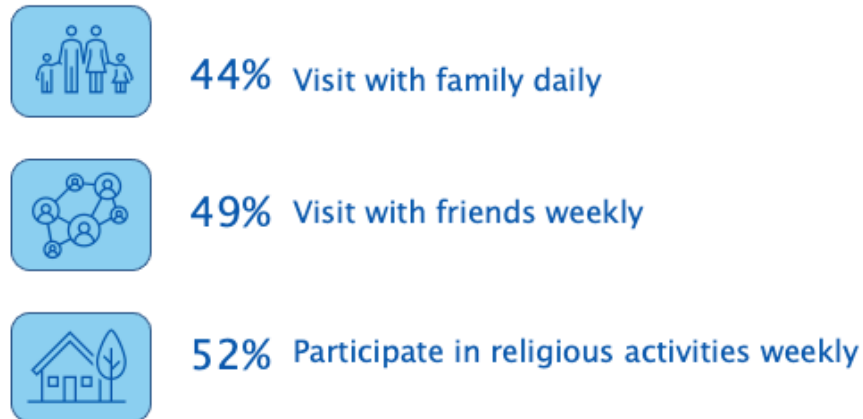 44% Visit with family daily
49% Visit with friends weekly
52% Participate in religious activities weekly